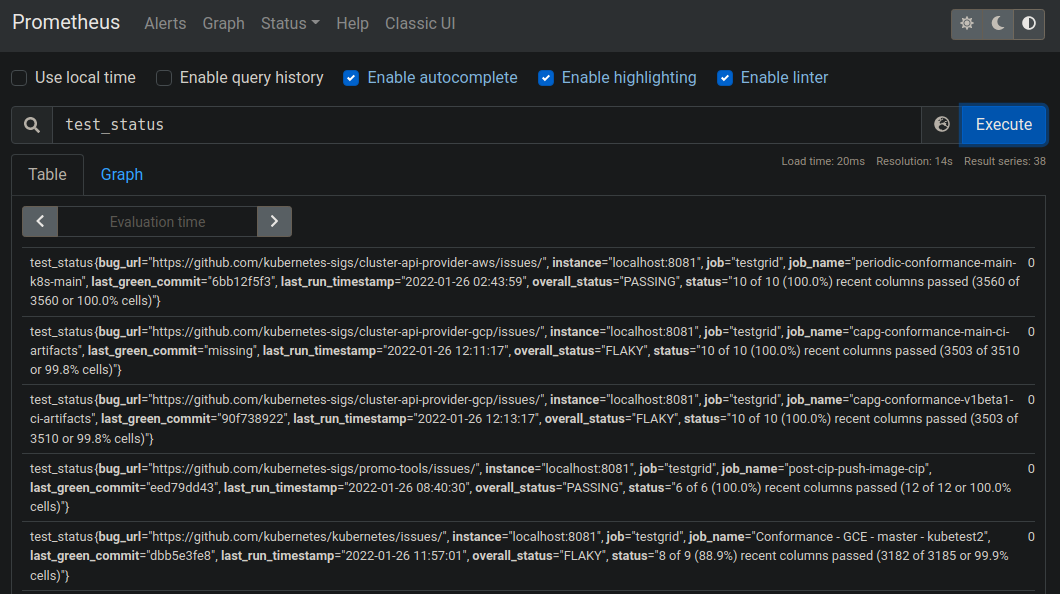 Prometheus Alerts Graph Status Help Classic UI
Use local time Enable query history Enable autocomplete Enable highlighting Enable linter
test_status Execute
Load time: 20ms Resolution: 14s Result series: 38
Table Graph
Evaluation time
test_status{bug_url="https://github.com/kubernetes-sigs/cluster-api-provider-aws/issues/", instance="localhost:8081", job="testgrid", job_name="periodic-conformance-main- 0
k8s-main", last_green_commit="6bb12f5f3", last_run_timestamp="2022-01-26 02:43:59", overall_status="PASSING", status="10 of 10 (100.0%) recent columns passed (3560 of
3560 or 100.0% cells)"}
test_status{bug_url="https://github.com/kubernetes-sigs/cluster-api-provider-gcp/issues/", instance="localhost:8081", job="testgrid", job_name="capg-conformance-main-ci- 0
artifacts", last_green_commit="missing", last_run_timestamp="2022-01-26 12:11:17", overall_status="FLAKY", status="10 of 10 (100.0%) recent columns passed (3503 of 3510
or 99.8% cells)"}
test_status{bug_url="https://github.com/kubernetes-sigs/cluster-api-provider-gcp/issues/", instance="localhost:8081", job="testgrid", job_name="capg-conformance-v1beta1- 0
ci-artifacts", last_green_commit="90f738922", last_run_timestamp="2022-01-26 12:13:17", overall_status="FLAKY", status="10 of 10 (100.0%) recent columns passed (3503 of
3510 or 99.8% cells)"}
test_status{bug_url="https://github.com/kubernetes-sigs/promo-tools/issues/", instance="localhost:8081", job="testgrid", job_name="post-cip-push-image-cip", 0
last_green_commit="eed79dd43", last_run_timestamp="2022-01-26 08:40:30", overall_status="PASSING", status="6 of 6 (100.0%) recent columns passed (12 of 12 or 100.0%
cells)"}
test_status{bug_url="https://github.com/kubernetes/kubernetes/issues/", instance="localhost:8081", job="testgrid", job_name="Conformance - GCE - master - kubetest2", 0
last_green_commit="dbb5e3fe8", last_run_timestamp="2022-01-26 11:57:01", overall_status="FLAKY", status="8 of 9 (88.9%) recent columns passed (3182 of 3185 or 99.9%
cells)"}